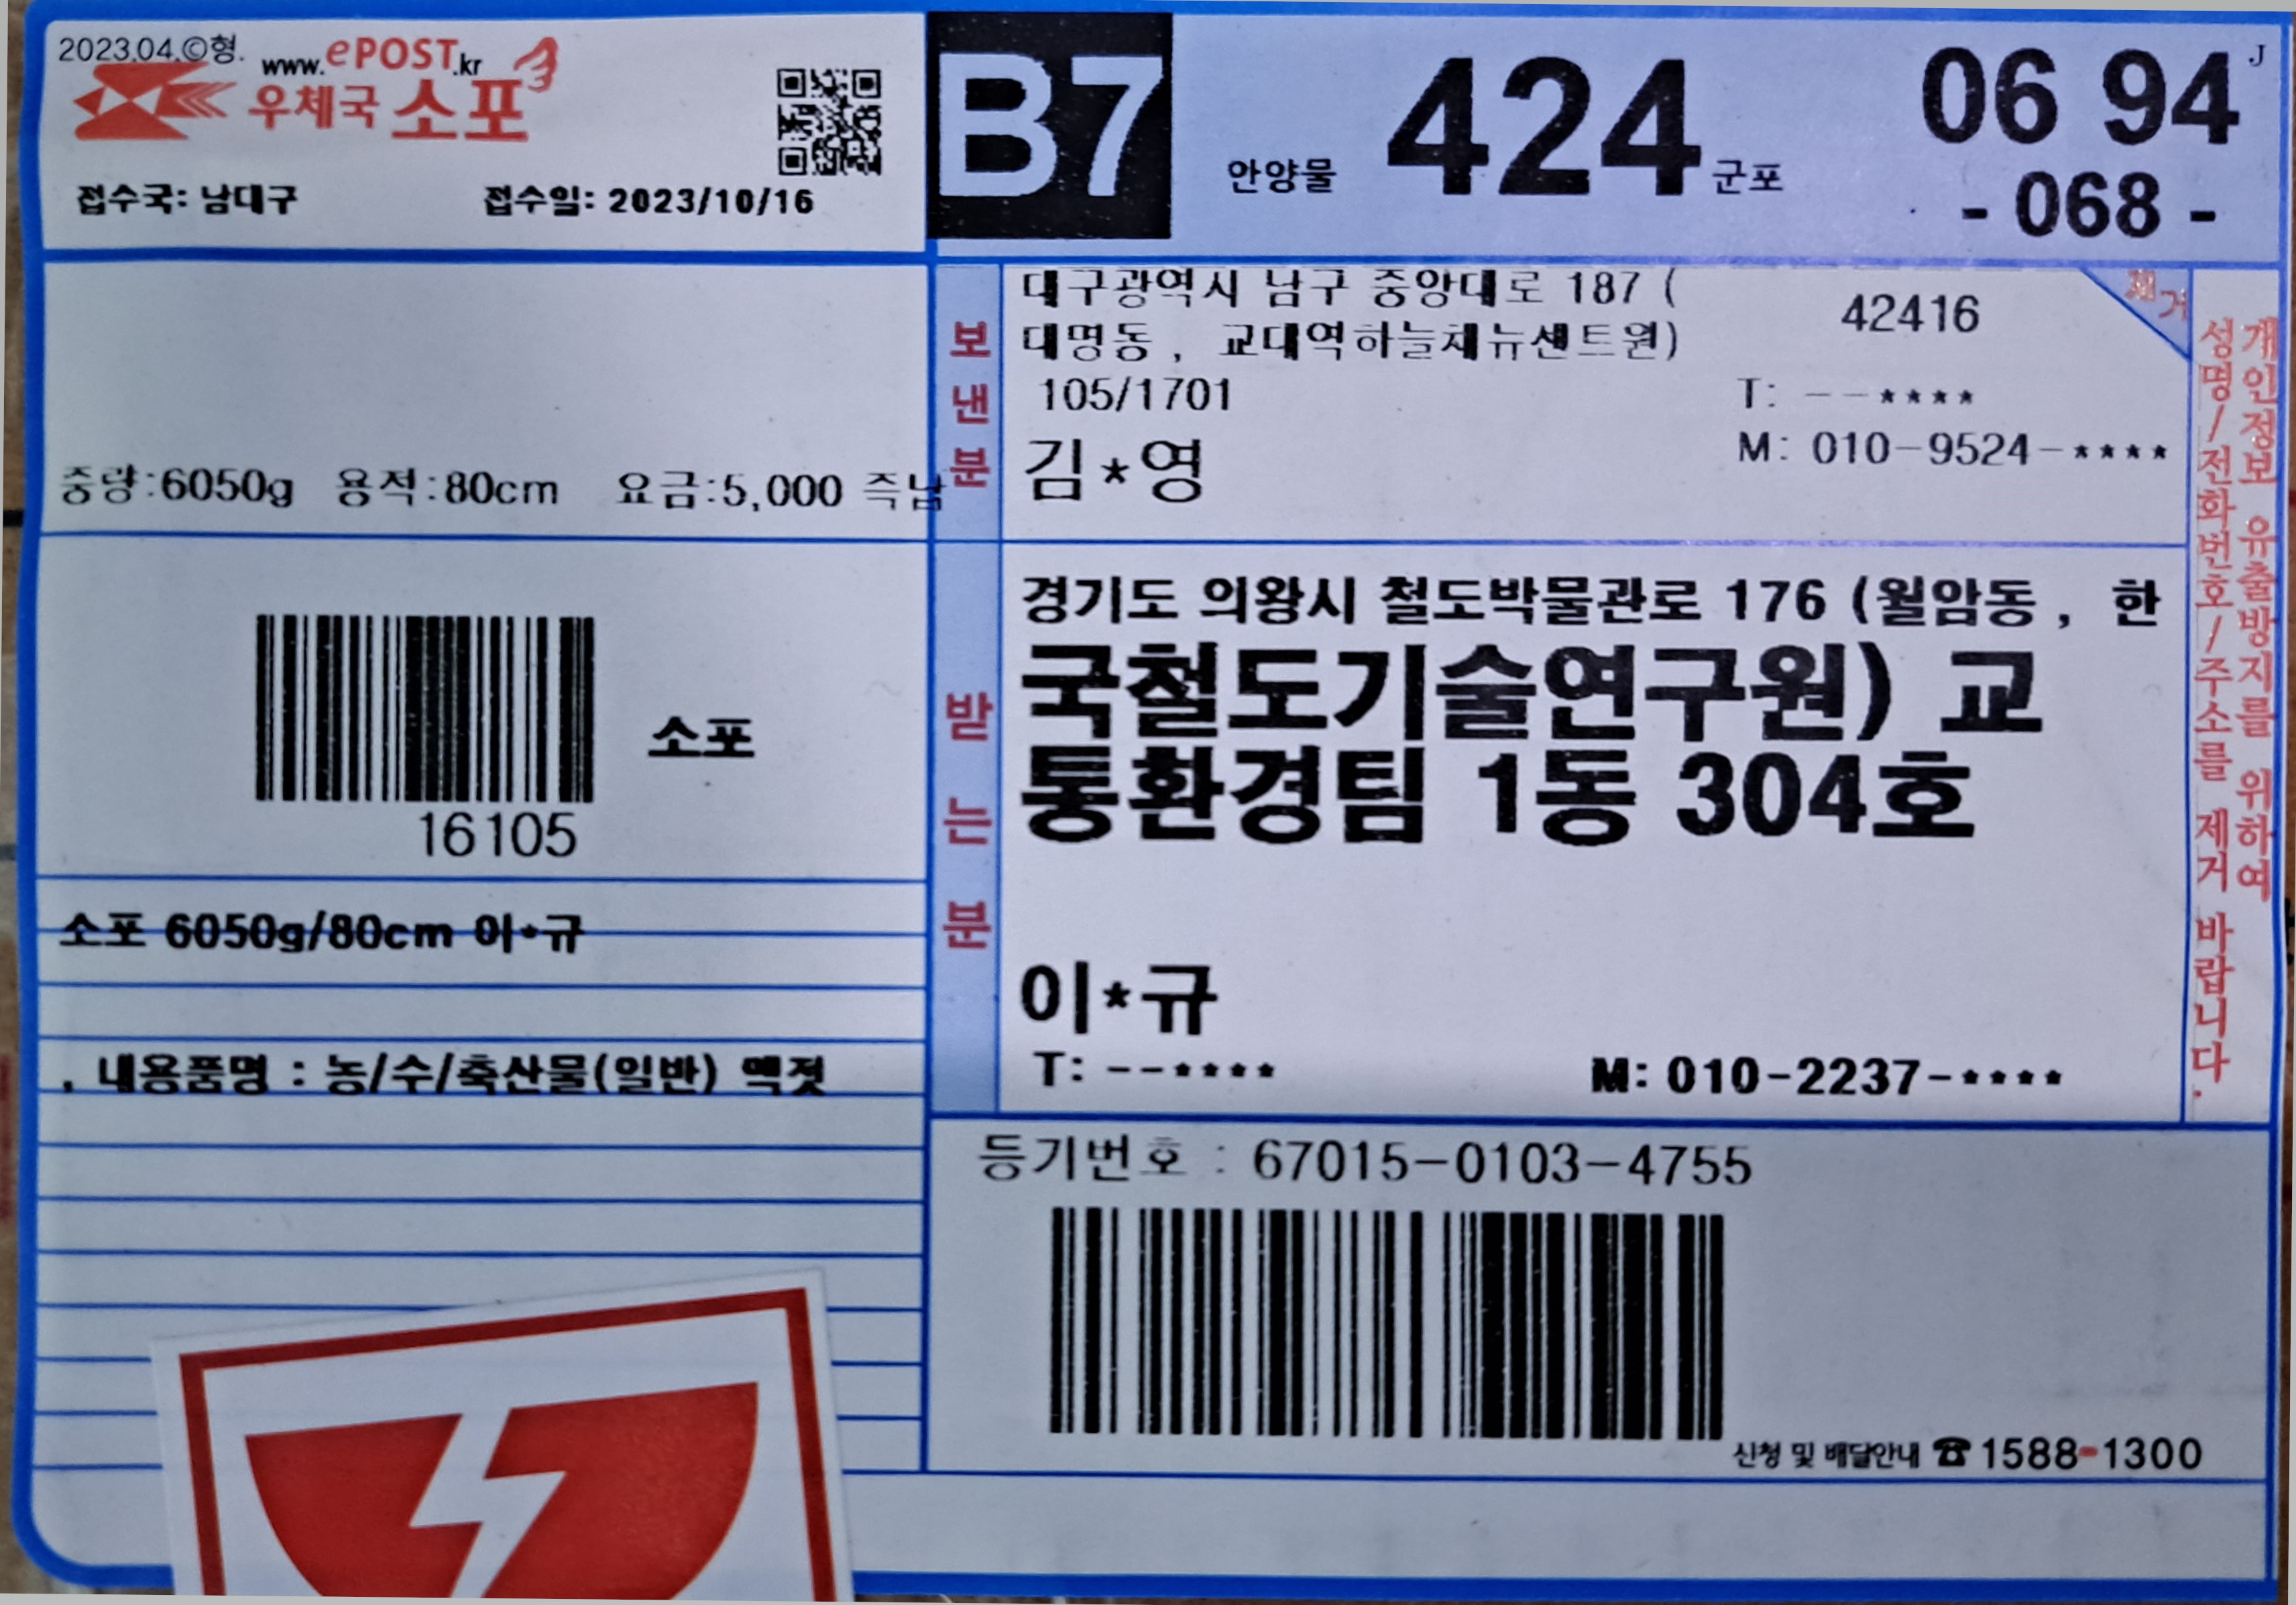 2023.04.ⓒ형.
www.ePOST.kr
우체국 소포
접수국: 남대구 접수일: 2023/10/16
B7 안양물 424 군포 06 94 J
- 068 -
중량:6050g 용적:80cm 요금:5,000 즉납
16105
소포
소포 6050g/80cm 이*규
, 내용품명 : 농/수/축산물(일반) 액젓
보낸분
대구광역시 남구 중앙대로 187 (
대명동 , 교대역하늘채뉴센트원)
105/1701
김*영
42416
T: --****
M: 010-9524-****
제거
받는분
경기도 의왕시 철도박물관로 176 (월암동 , 한
국철도기술연구원) 교
통환경팀 1동 304호
이*규
T: --****
M: 010-2237-****
개인정보 유출방지를 위하여
성명/전화번호/주소를 제거 바랍니다.
등기번호 : 67015-0103-4755
신청 및 배달안내 ☎1588-1300